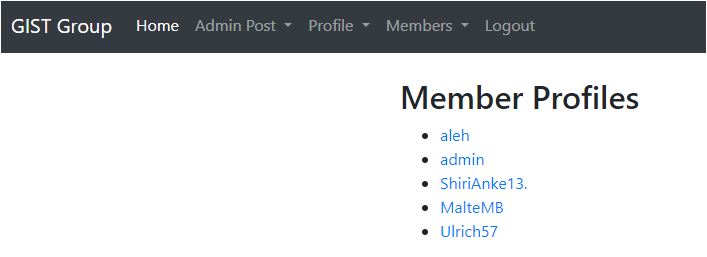 GIST Group Home Admin Post Profile Members Logout
Member Profiles
aleh
admin
ShiriAnke13.
MalteMB
Ulrich57